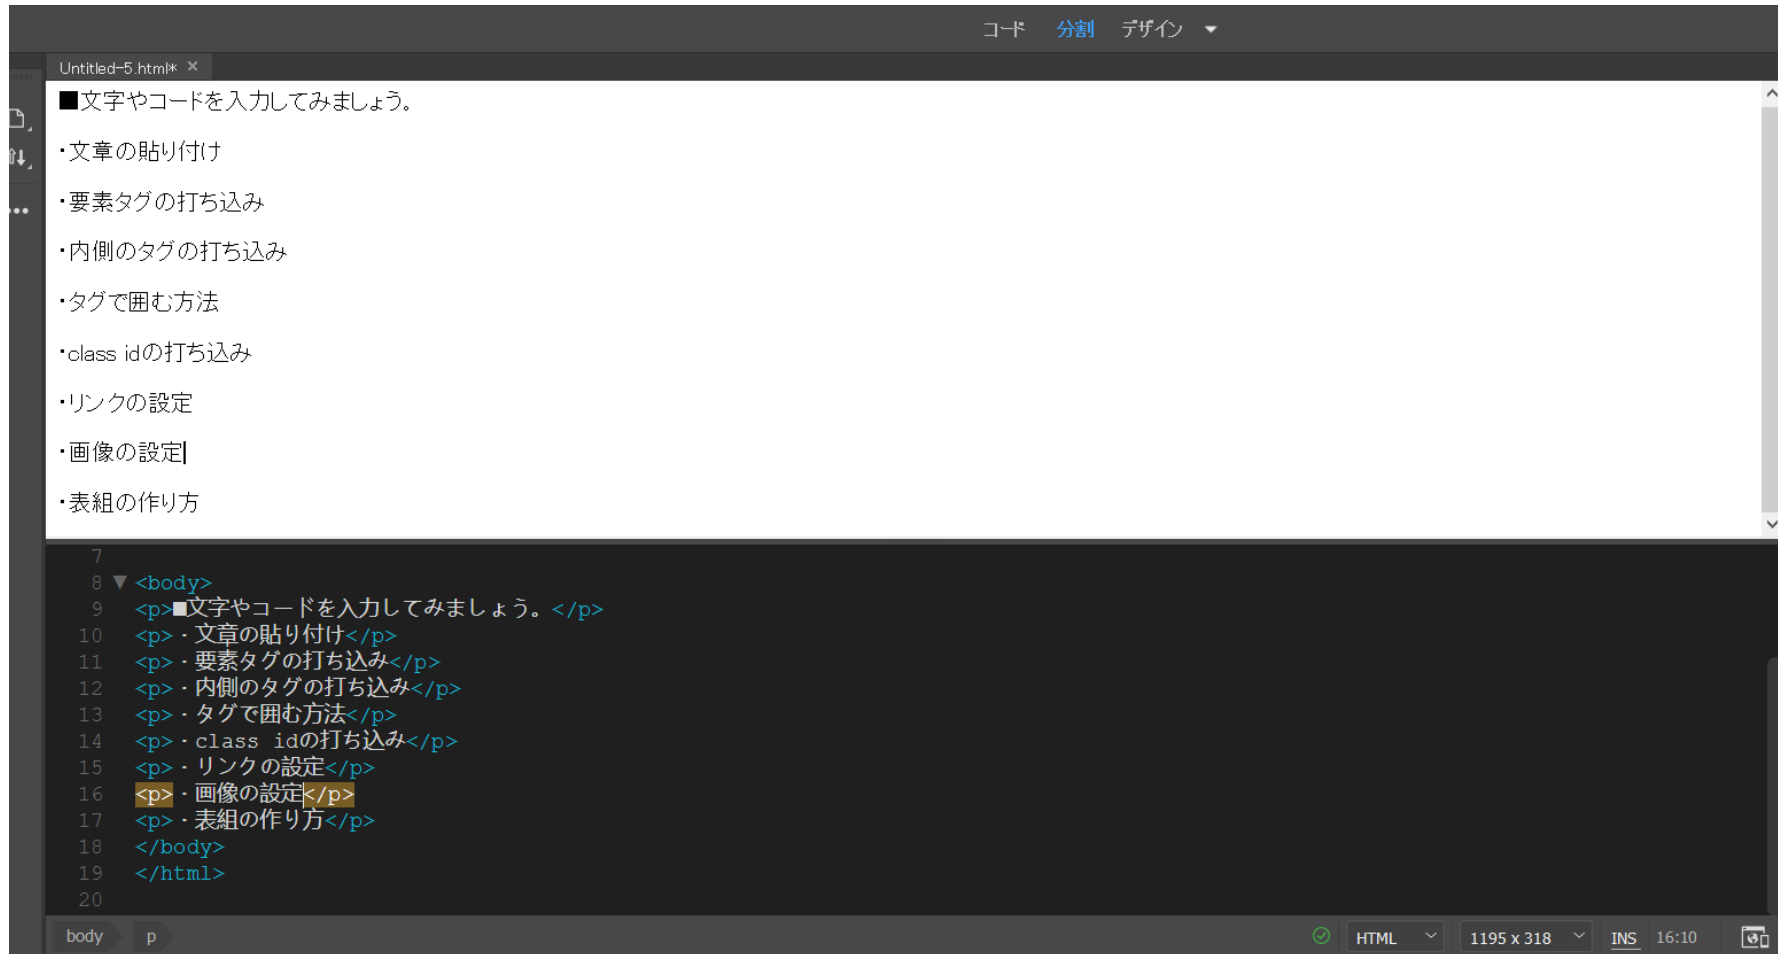 コード 分割 デザイン
Untitled-5.html* ×
■文字やコードを入力してみましょう。
・文章の貼り付け
・要素タグの打ち込み
・内側のタグの打ち込み
・タグで囲む方法
・class idの打ち込み
・リンクの設定
・画像の設定
・表組の作り方
7
8 <body>
9 <p>■文字やコードを入力してみましょう。</p>
10 <p>・文章の貼り付け</p>
11 <p>・要素タグの打ち込み</p>
12 <p>・内側のタグの打ち込み</p>
13 <p>・タグで囲む方法</p>
14 <p>・class idの打ち込み</p>
15 <p>・リンクの設定</p>
16 <p>・画像の設定</p>
17 <p>・表組の作り方</p>
18 </body>
19 </html>
20
body p HTML 1195 x 318 INS 16:10